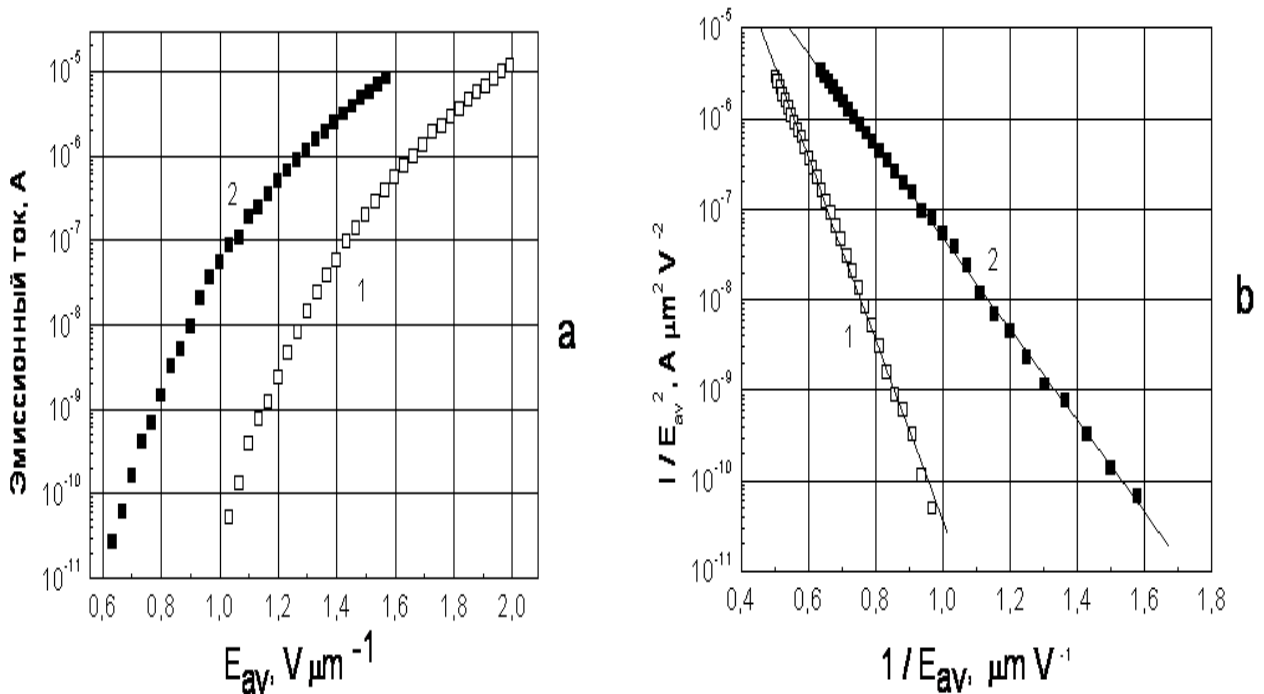 Эмиссионный ток, А
10⁻⁵
10⁻⁶
10⁻⁷
10⁻⁸
10⁻⁹
10⁻¹⁰
10⁻¹¹
2
1
0,6 0,8 1,0 1,2 1,4 1,6 1,8 2,0
E_av, V μm⁻¹
a
I / E_av², A μm² V⁻²
10⁻⁵
10⁻⁶
10⁻⁷
10⁻⁸
10⁻⁹
10⁻¹⁰
10⁻¹¹
2
1
0,4 0,6 0,8 1,0 1,2 1,4 1,6 1,8
1 / E_av, μm V⁻¹
b